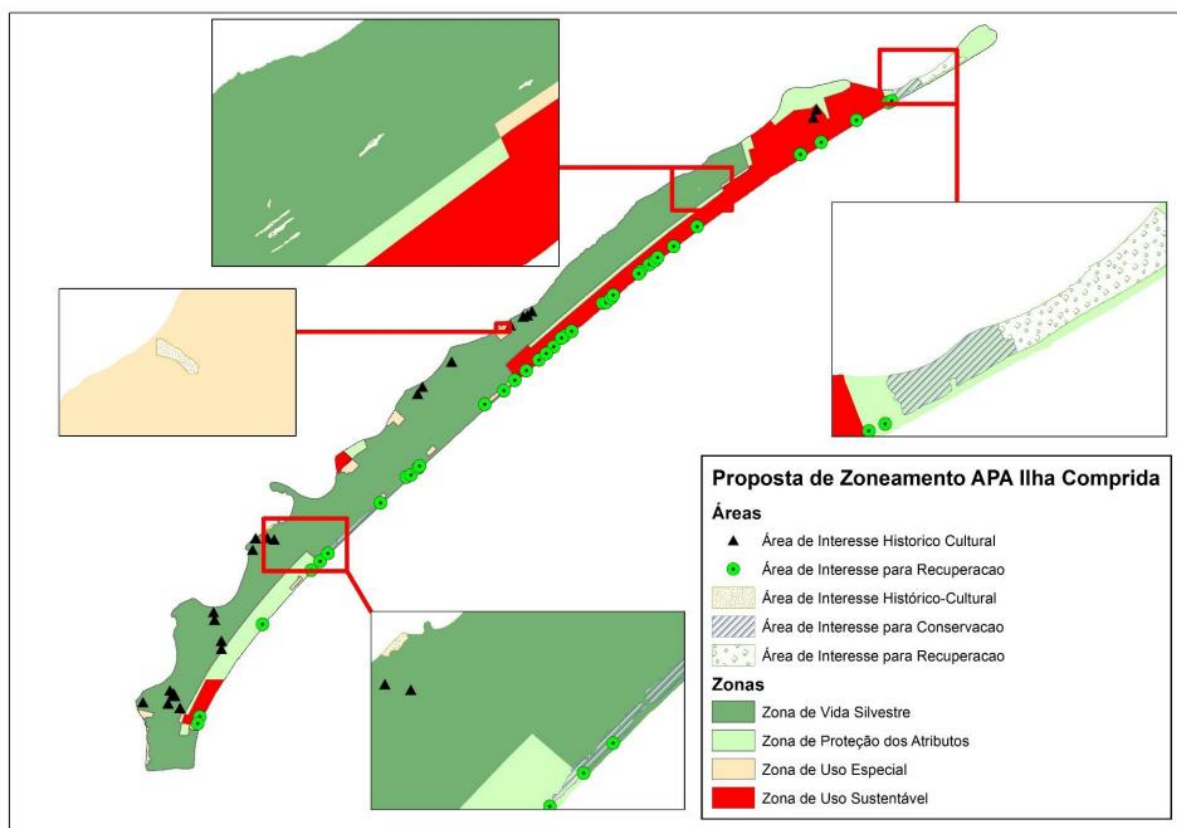 Proposta de Zoneamento APA Ilha Comprida
Áreas
Área de Interesse Historico Cultural
Área de Interesse para Recuperacao
Área de Interesse Histórico-Cultural
Área de Interesse para Conservacao
Área de Interesse para Recuperacao
Zonas
Zona de Vida Silvestre
Zona de Proteção dos Atributos
Zona de Uso Especial
Zona de Uso Sustentável